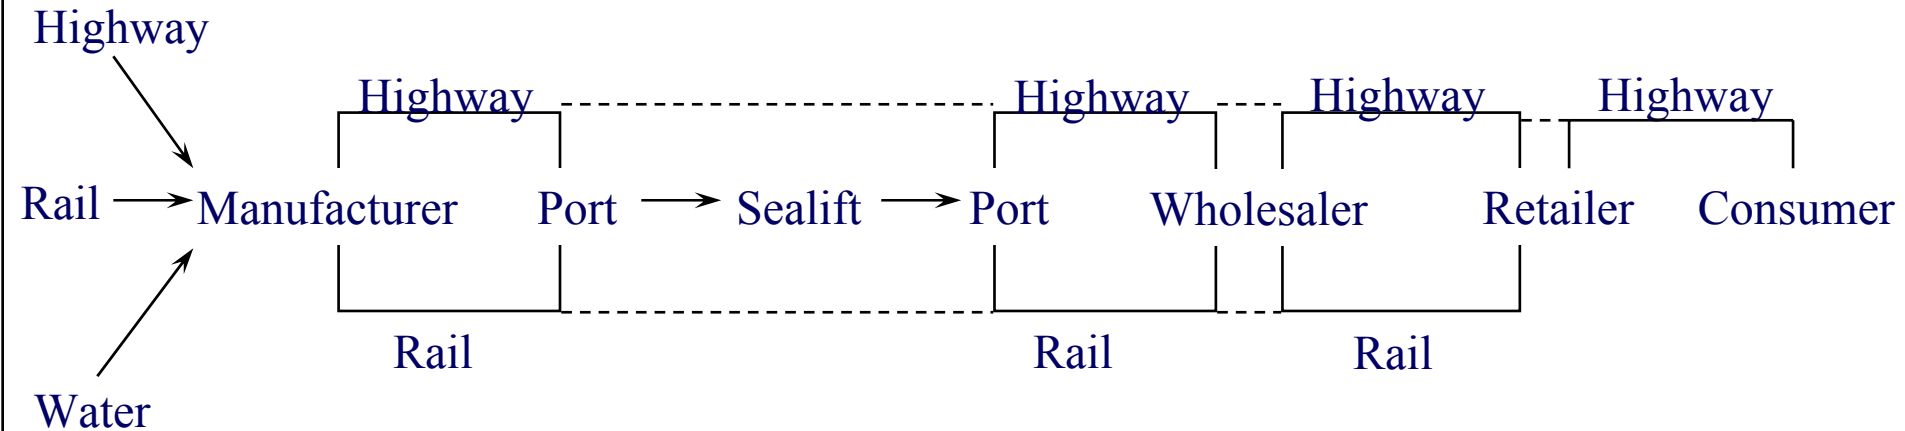 Highway
Highway Highway Highway Highway
Rail Manufacturer Port Sealift Port Wholesaler Retailer Consumer
Rail Rail Rail
Water